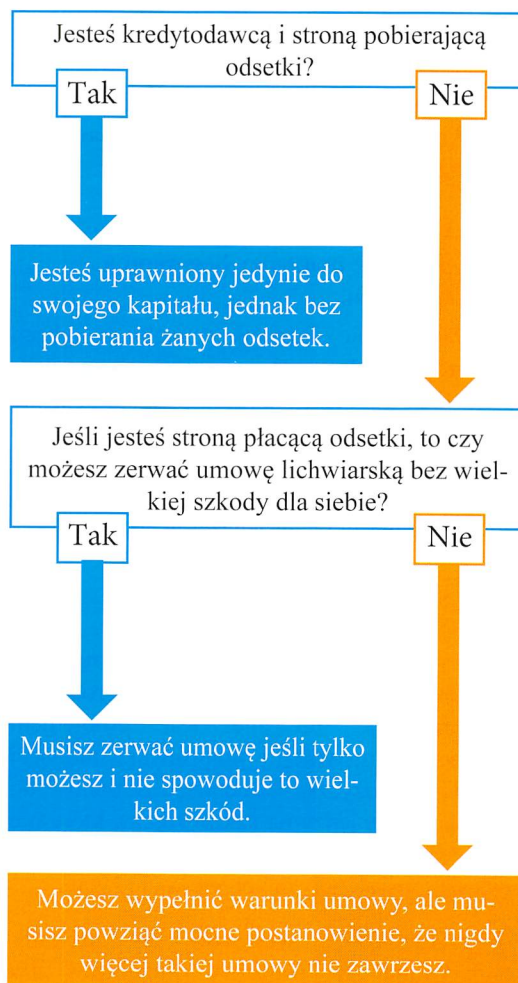 Jesteś kredytodawcą i stroną pobierającą
odsetki?
Tak
Nie
Jesteś uprawniony jedynie do
swojego kapitału, jednak bez
pobierania żanych odsetek.
Jeśli jesteś stroną płacącą odsetki, to czy
możesz zerwać umowę lichwiarską bez wiel-
kiej szkody dla siebie?
Tak
Nie
Musisz zerwać umowę jeśli tylko
możesz i nie spowoduje to wiel-
kich szkód.
Możesz wypełnić warunki umowy, ale mu-
sisz powziąć mocne postanowienie, że nigdy
więcej takiej umowy nie zawrzesz.